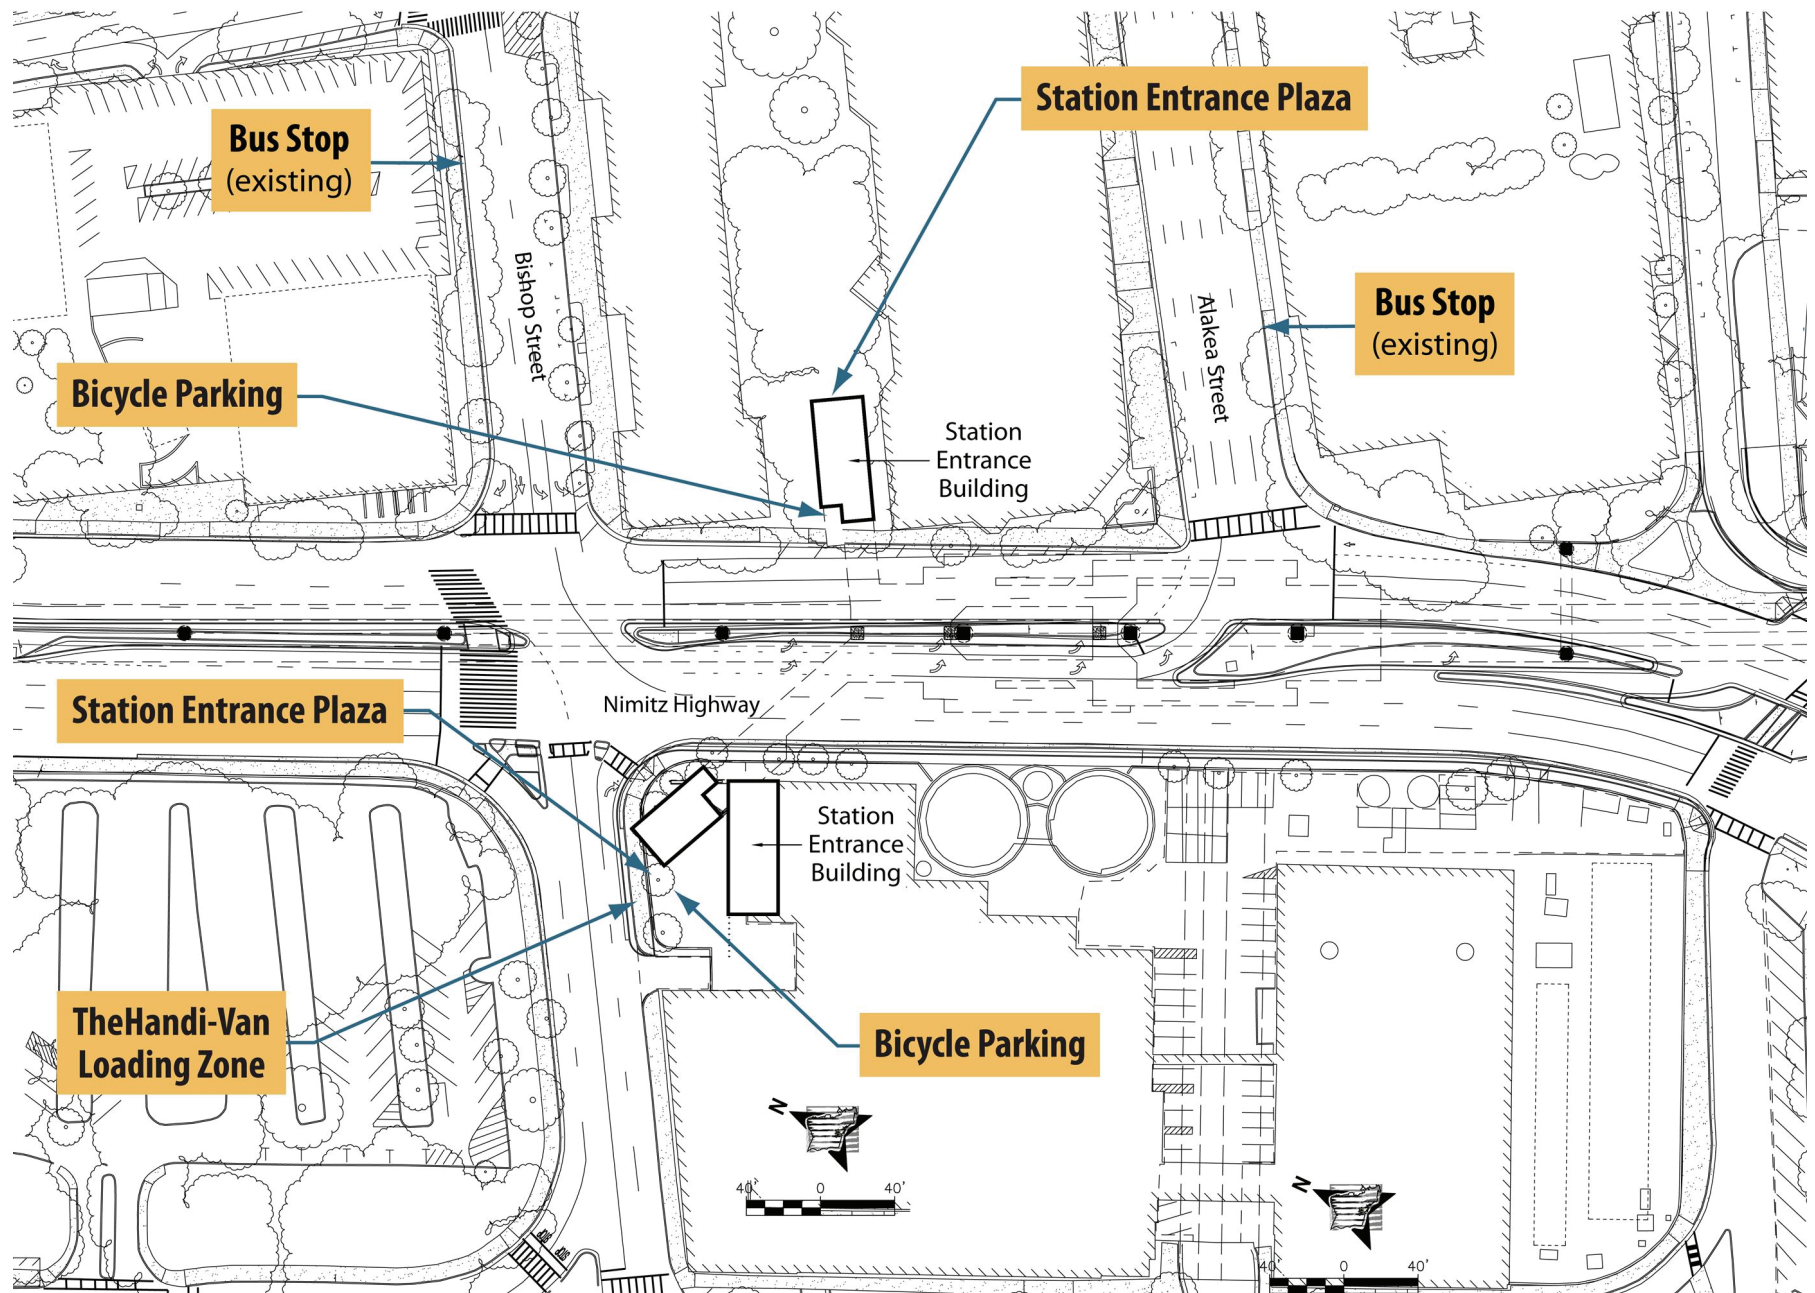 Station Entrance Plaza
Bus Stop
(existing)
Bishop Street
Alakea Street
Bus Stop
(existing)
Bicycle Parking
Station
Entrance
Building
Station Entrance Plaza
Nimitz Highway
Station
Entrance
Building
TheHandi-Van
Loading Zone
Bicycle Parking
N
40'
0
40'
N
40
0
40'